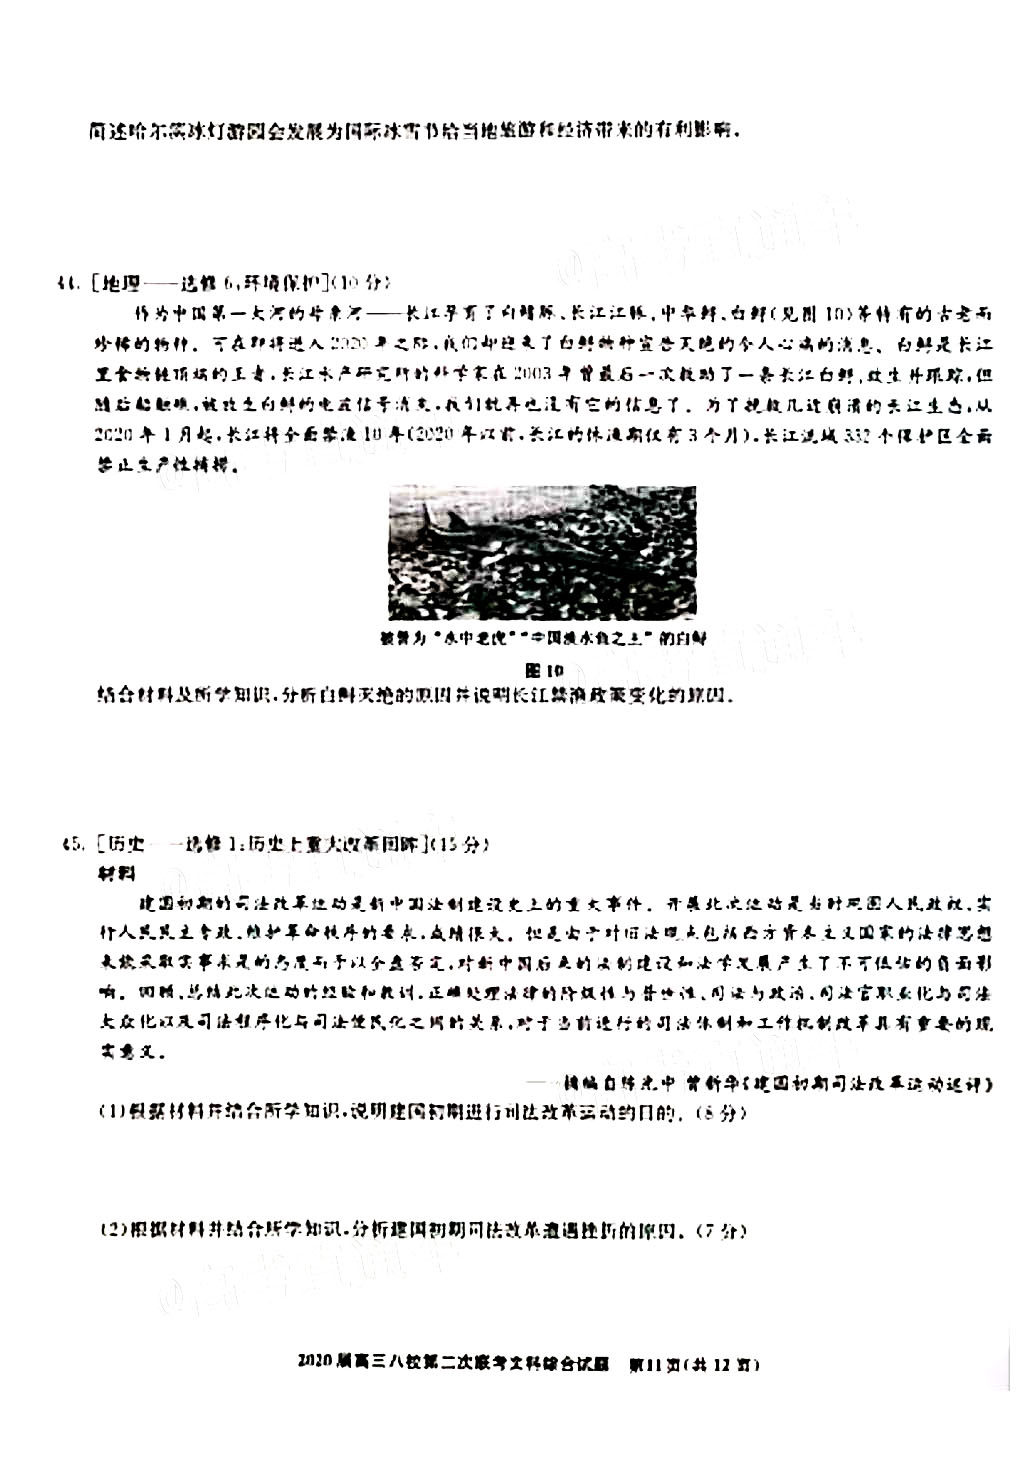 简述哈尔滨冰灯游园会发展为国际冰雪节给当地旅游和经济带来的有利影响。
44.［地理——选修6:环境保护］(10分)
作为中国第一大河的母亲河——长江孕育了白鳍豚、长江江豚、中华鲟、白鲟(见图10)等特有的古老而
珍稀的物种。可在即将进入2020年之际,我们却迎来了白鲟物种宣告灭绝的令人心痛的消息。白鲟是长江
里食物链顶端的王者,长江水产研究所的科学家在2003年曾最后一次救助了一条长江白鲟,放生并跟踪,但
随后船触礁,被放生白鲟的电波信号消失,我们就再也没有它的信息了。为了挽救几近崩溃的长江生态,从
2020年1月起,长江将全面禁渔10年(2020年以前,长江的休渔期仅有3个月),长江流域332个保护区全面
禁止生产性捕捞。
被誉为“水中老虎”“中国淡水鱼之王”的白鲟
图10
结合材料及所学知识,分析白鲟灭绝的原因并说明长江禁渔政策变化的原因。
45.［历史——选修1:历史上重大改革回眸］(15分)
材料
建国初期的司法改革运动是新中国法制建设史上的重大事件。开展此次运动是当时巩固人民政权、实
行人民民主专政、维护革命秩序的要求,成绩很大。但是由于对旧法观点包括西方资本主义国家的法律思想
未能采取实事求是的态度而予以全盘否定,对新中国后来的法制建设和法学发展产生了不可低估的负面影
响。回顾、总结此次运动的经验和教训,正确处理法律的阶级性与普世性、司法与政治、司法官职业化与司法
大众化以及司法程序化与司法便民化之间的关系,对于当前进行的司法体制和工作机制改革具有重要的现
实意义。
——摘编自陈光中 曾新华《建国初期司法改革运动述评》
(1)根据材料并结合所学知识,说明建国初期进行司法改革运动的目的。(8分)
(2)根据材料并结合所学知识,分析建国初期司法改革遭遇挫折的原因。(7分)
2020届高三八校第二次联考文科综合试题 第11页(共12页)